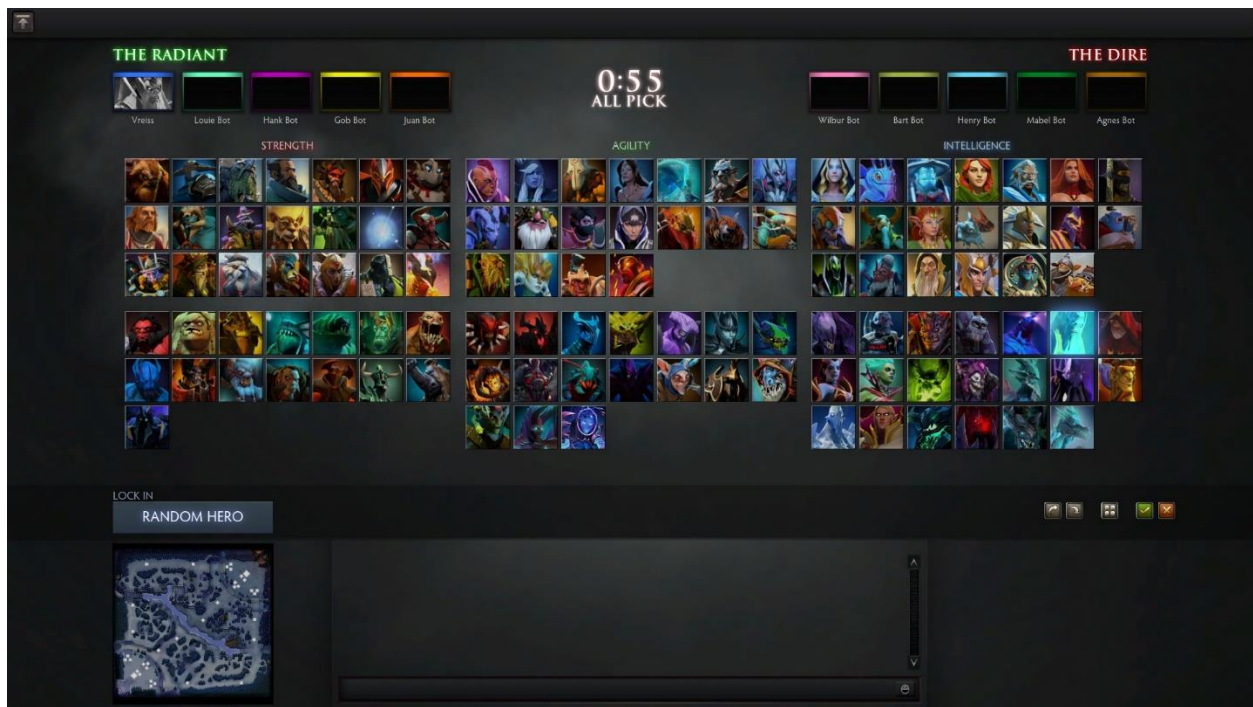 THE RADIANT
THE DIRE
0:55
ALL PICK
Vreiss
Louie Bot
Hank Bot
Gob Bot
Juan Bot
Wilbur Bot
Bart Bot
Henry Bot
Mabel Bot
Agnes Bot
STRENGTH
AGILITY
INTELLIGENCE
LOCK IN
RANDOM HERO